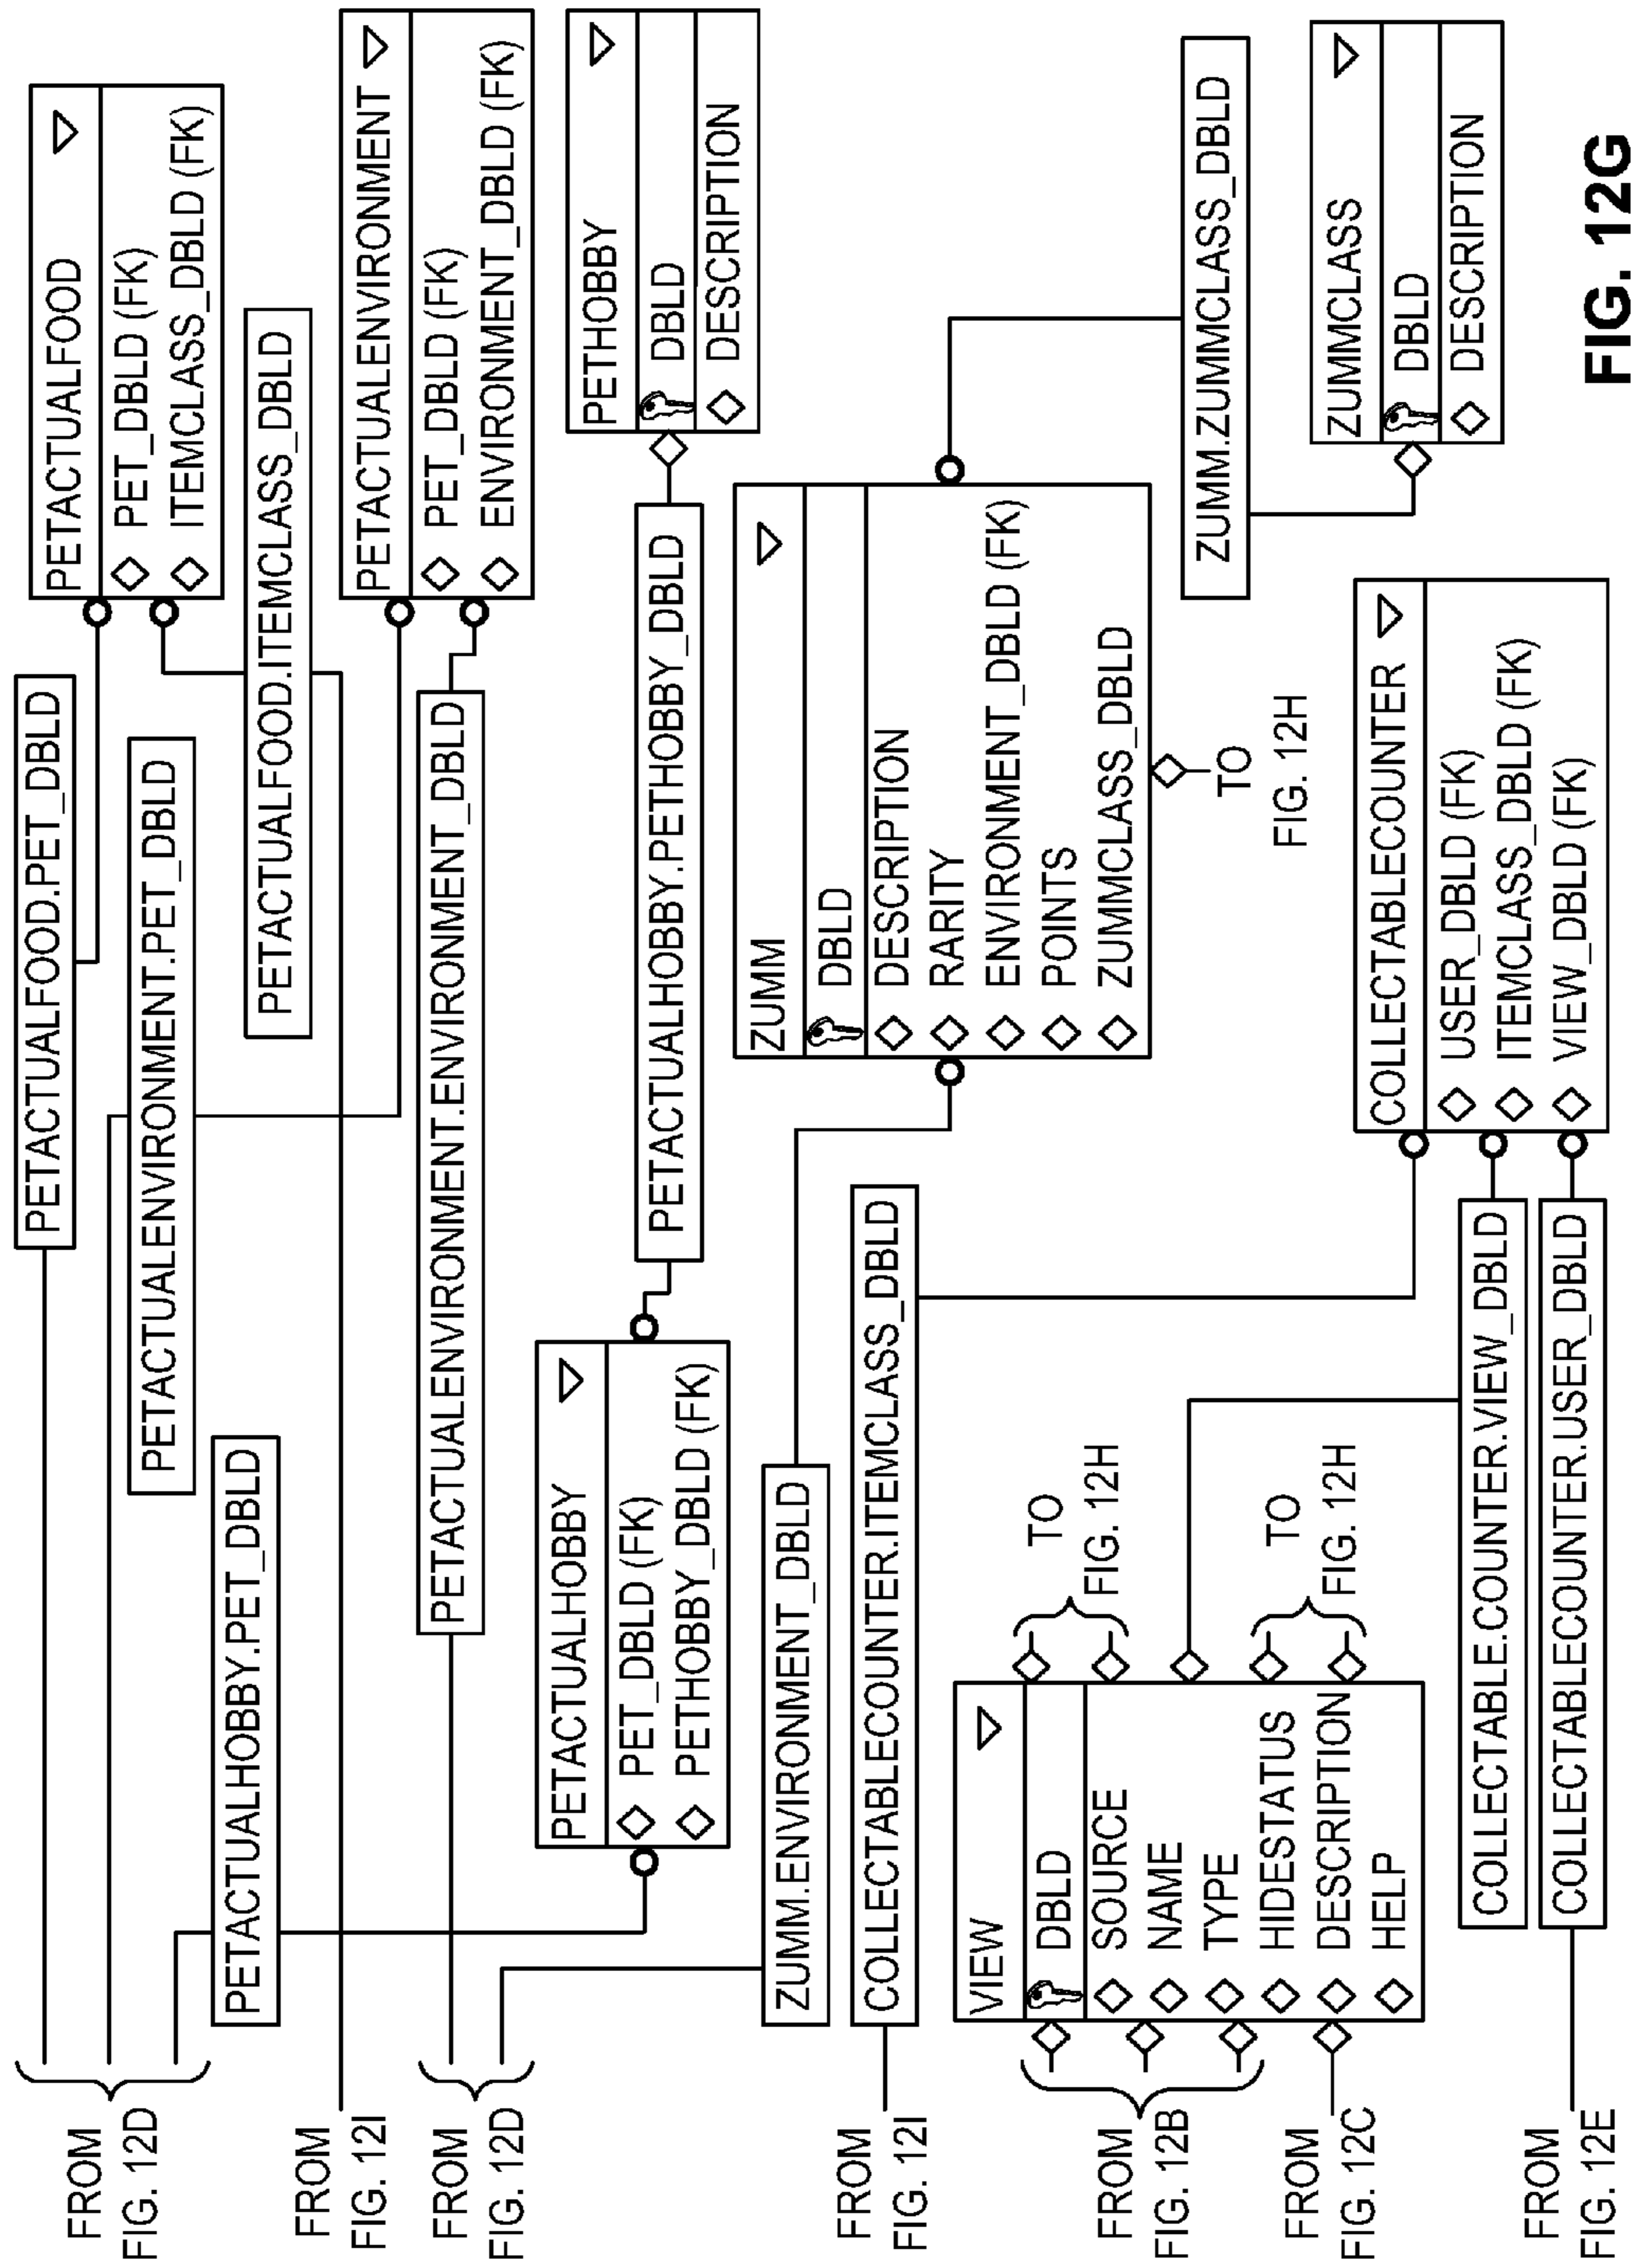 FROM
FIG. 12D
FROM
FIG. 12I
FROM
FIG. 12D
PETACTUALFOOD.PET_DBLD
PETACTUALENVIRONMENT.PET_DBLD
PETACTUALHOBBY.PET_DBLD
PETACTUALFOOD.ITEMCLASS_DBLD
PETACTUALENVIRONMENT.ENVIRONMENT_DBLD
PETACTUALFOOD
PET_DBLD (FK)
ITEMCLASS_DBLD (FK)
PETACTUALENVIRONMENT
PET_DBLD (FK)
ENVIRONMENT_DBLD (FK)
PETACTUALHOBBY
PET_DBLD (FK)
PETHOBBY_DBLD (FK)
PETACTUALHOBBY.PETHOBBY_DBLD
PETHOBBY
DBLD
DESCRIPTION
ZUMM.ENVIRONMENT_DBLD
ZUMM
DBLD
DESCRIPTION
RARITY
ENVIRONMENT_DBLD (FK)
POINTS
ZUMMCLASS_DBLD
TO
FIG. 12H
ZUMM.ZUMMCLASS_DBLD
ZUMMCLASS
DBLD
DESCRIPTION
FROM
FIG. 12I
COLLECTABLECOUNTER.ITEMCLASS_DBLD
FROM
FIG. 12B
FROM
FIG. 12C
VIEW
DBLD
SOURCE
NAME
TYPE
HIDESTATUS
DESCRIPTION
HELP
TO
FIG. 12H
TO
FIG. 12H
COLLECTABLECOUNTER
USER_DBLD (FK)
ITEMCLASS_DBLD (FK)
VIEW_DBLD (FK)
COLLECTABLE.COUNTER.VIEW_DBLD
FROM
FIG. 12E
COLLECTABLECOUNTER.USER_DBLD
FIG. 12G